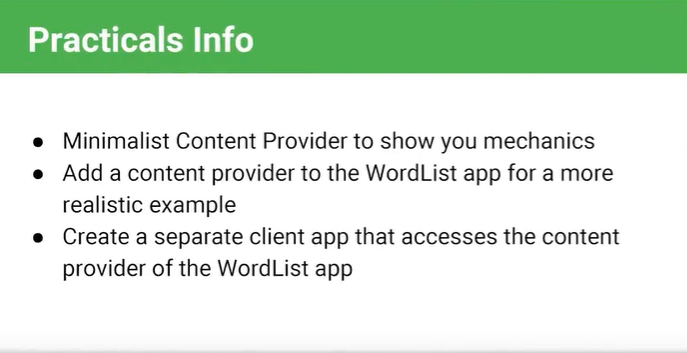 Practicals Info
● Minimalist Content Provider to show you mechanics
● Add a content provider to the WordList app for a more
realistic example
● Create a separate client app that accesses the content
provider of the WordList app